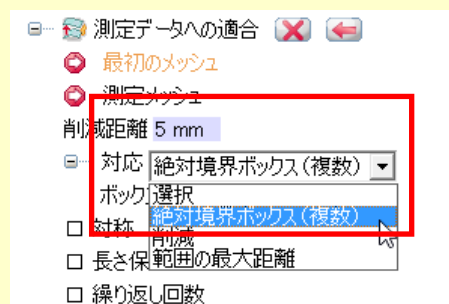 測定データへの適合
最初のメッシュ
測定メッシュ
削減距離 5 mm
対応 絶対境界ボックス(複数)
ボック
選択
絶対境界ボックス(複数)
対称
削減
長さ保
範囲の最大距離
繰り返し回数